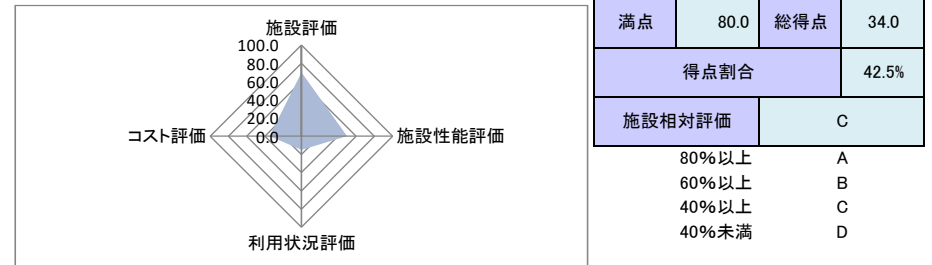 施設評価
100.0
80.0
60.0
40.0
20.0
0.0
コスト評価
施設性能評価
利用状況評価
満点 80.0 総得点 34.0
得点割合 42.5%
施設相対評価 C
80%以上 A
60%以上 B
40%以上 C
40%未満 D